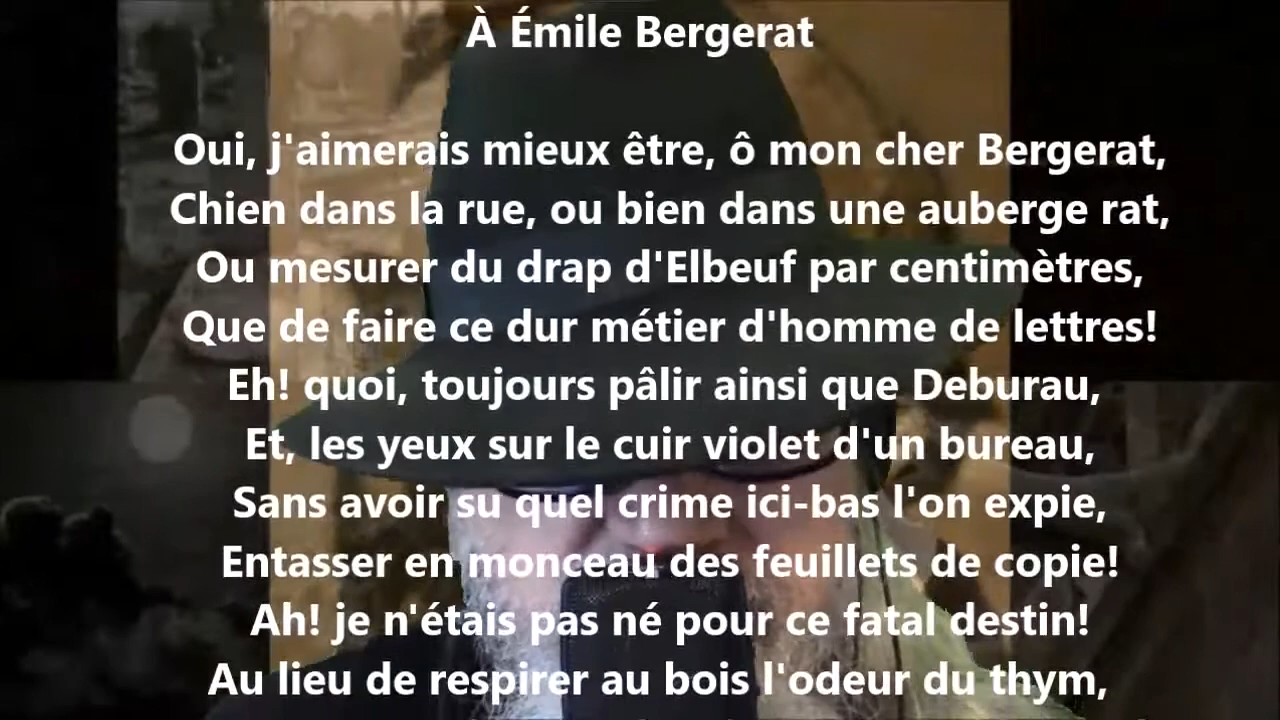 À Émile Bergerat
Oui, j'aimerais mieux être, ô mon cher Bergerat,
Chien dans la rue, ou bien dans une auberge rat,
Ou mesurer du drap d'Elbeuf par centimètres,
Que de faire ce dur métier d'homme de lettres!
Eh! quoi, toujours pâlir ainsi que Deburau,
Et, les yeux sur le cuir violet d'un bureau,
Sans avoir su quel crime ici-bas l'on expie,
Entasser en monceau des feuillets de copie!
Ah! je n'étais pas né pour ce fatal destin!
Au lieu de respirer au bois l'odeur du thym,